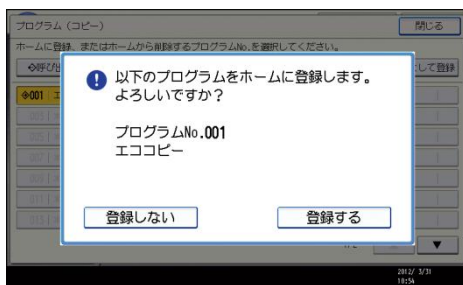 プログラム (コピー)
閉じる
ホームに登録、またはホームから削除するプログラムNo.を選択してください。
呼び出
して登録
以下のプログラムをホームに登録します。
よろしいですか？
001
プログラムNo.001
エココピー
登録しない
登録する
▼
2012/ 3/31
10:54